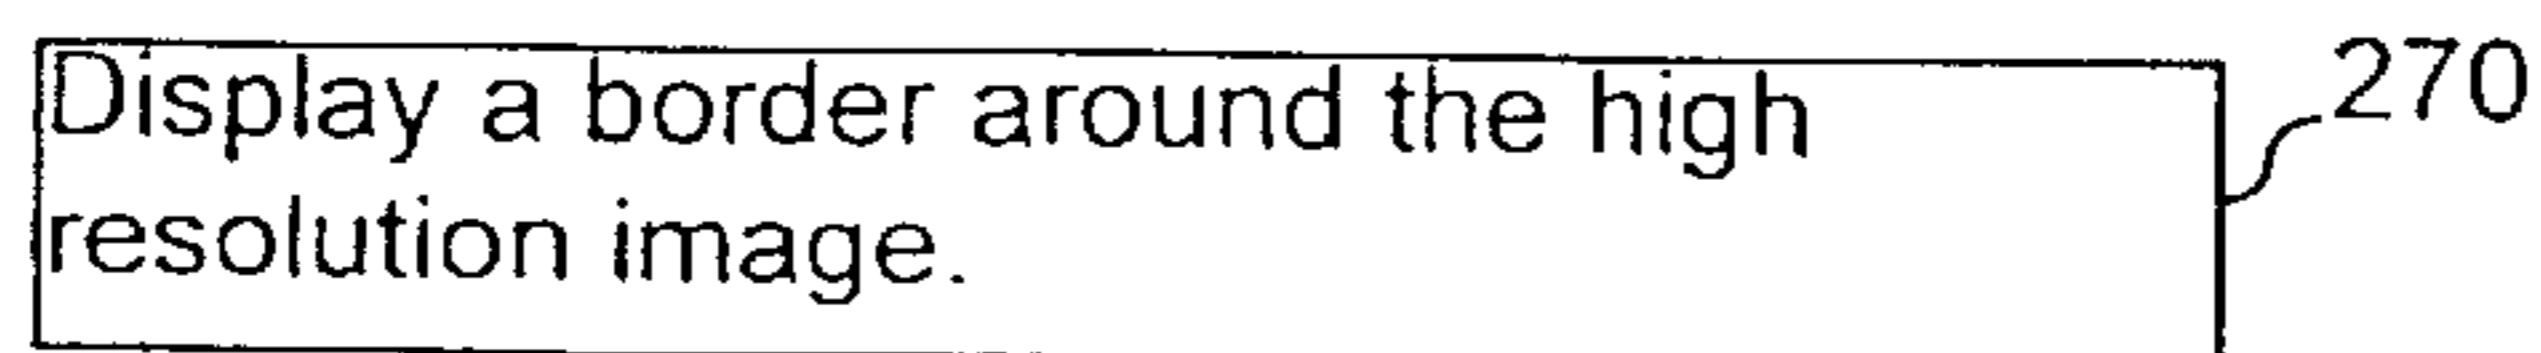 Display a border around the high
resolution image.
270